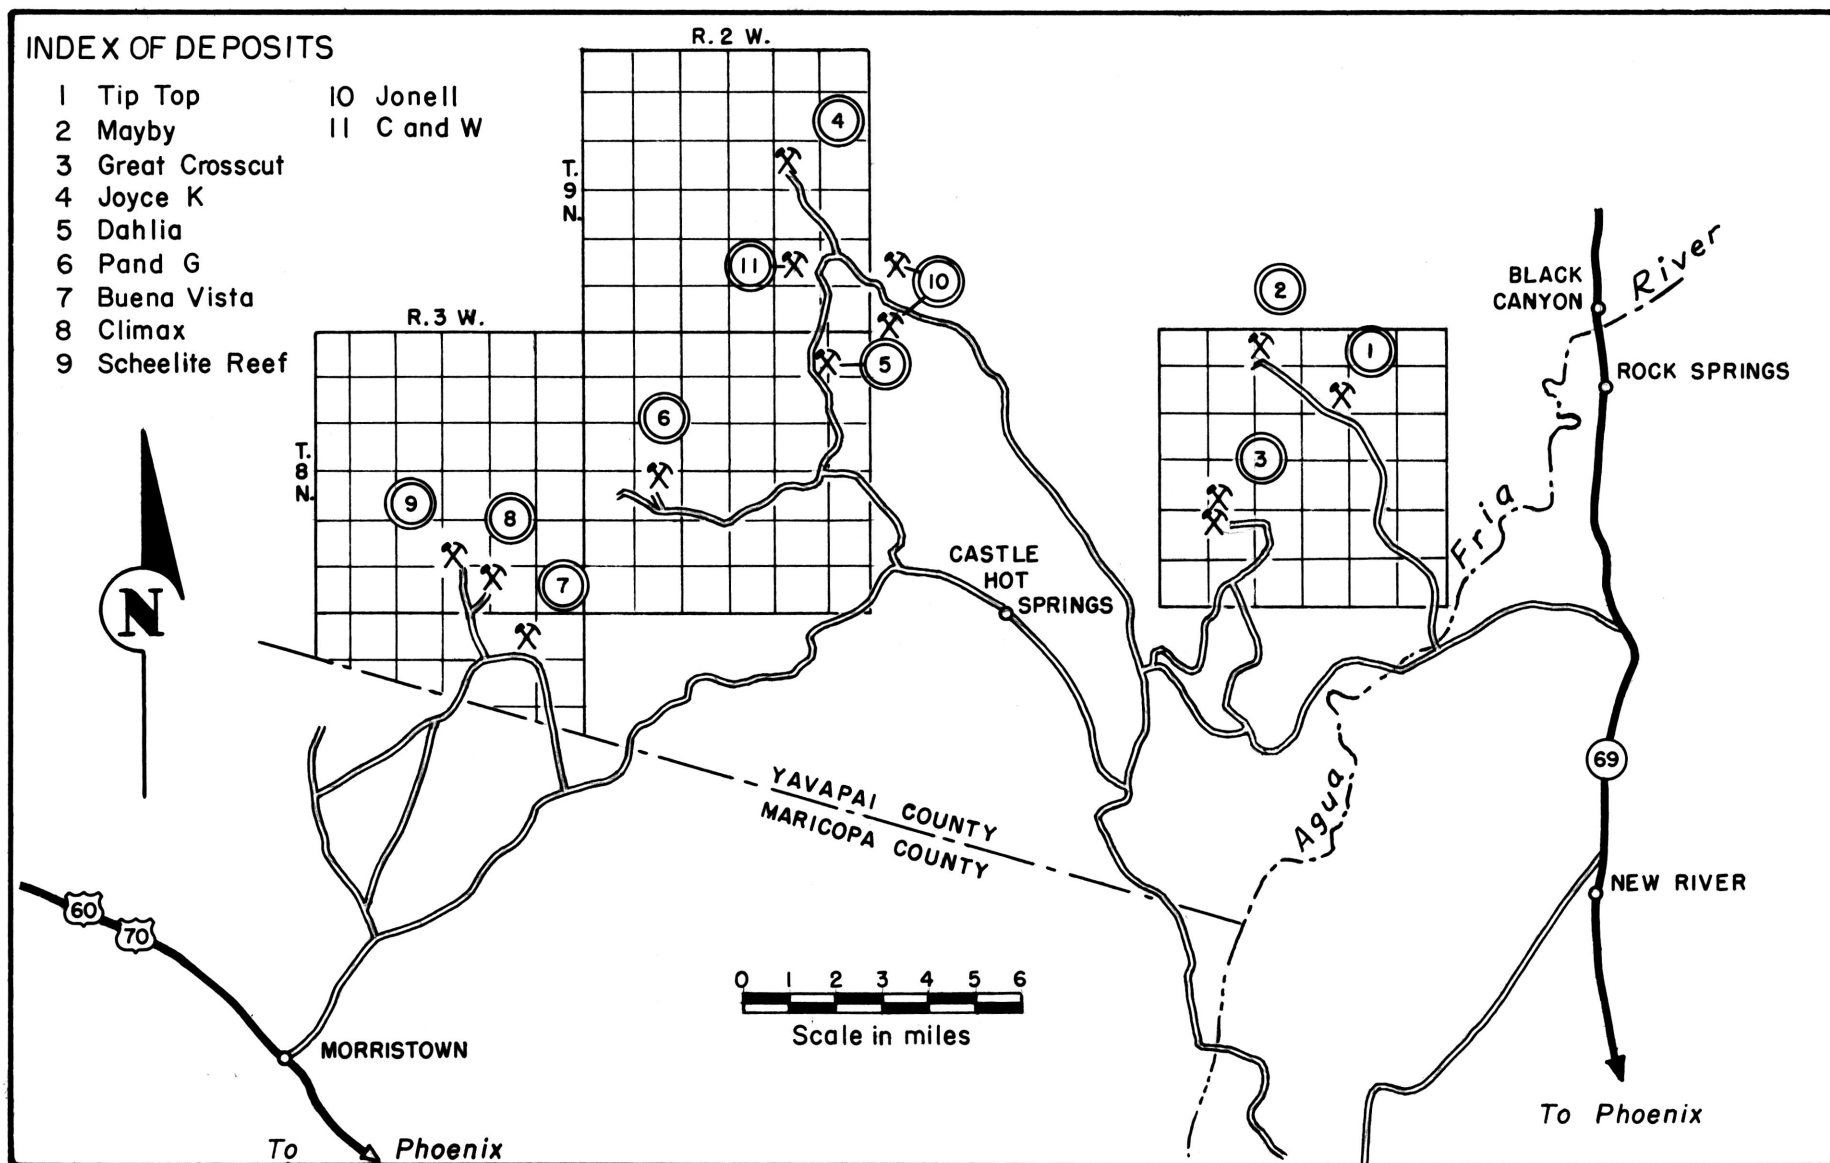 INDEX OF DEPOSITS
1 Tip Top
2 Mayby
3 Great Crosscut
4 Joyce K
5 Dahlia
6 Pand G
7 Buena Vista
8 Climax
9 Scheelite Reef
10 Jonell
11 C and W
R. 2 W.
T.
9
N.
4
11
10
5
R. 3 W.
T.
8
N.
6
9
8
7
2
1
3
BLACK
CANYON
River
ROCK SPRINGS
Fria
Agua
CASTLE
HOT
SPRINGS
N
69
YAVAPAI COUNTY
MARICOPA COUNTY
NEW RIVER
60
70
0 1 2 3 4 5 6
Scale in miles
MORRISTOWN
To Phoenix
To Phoenix